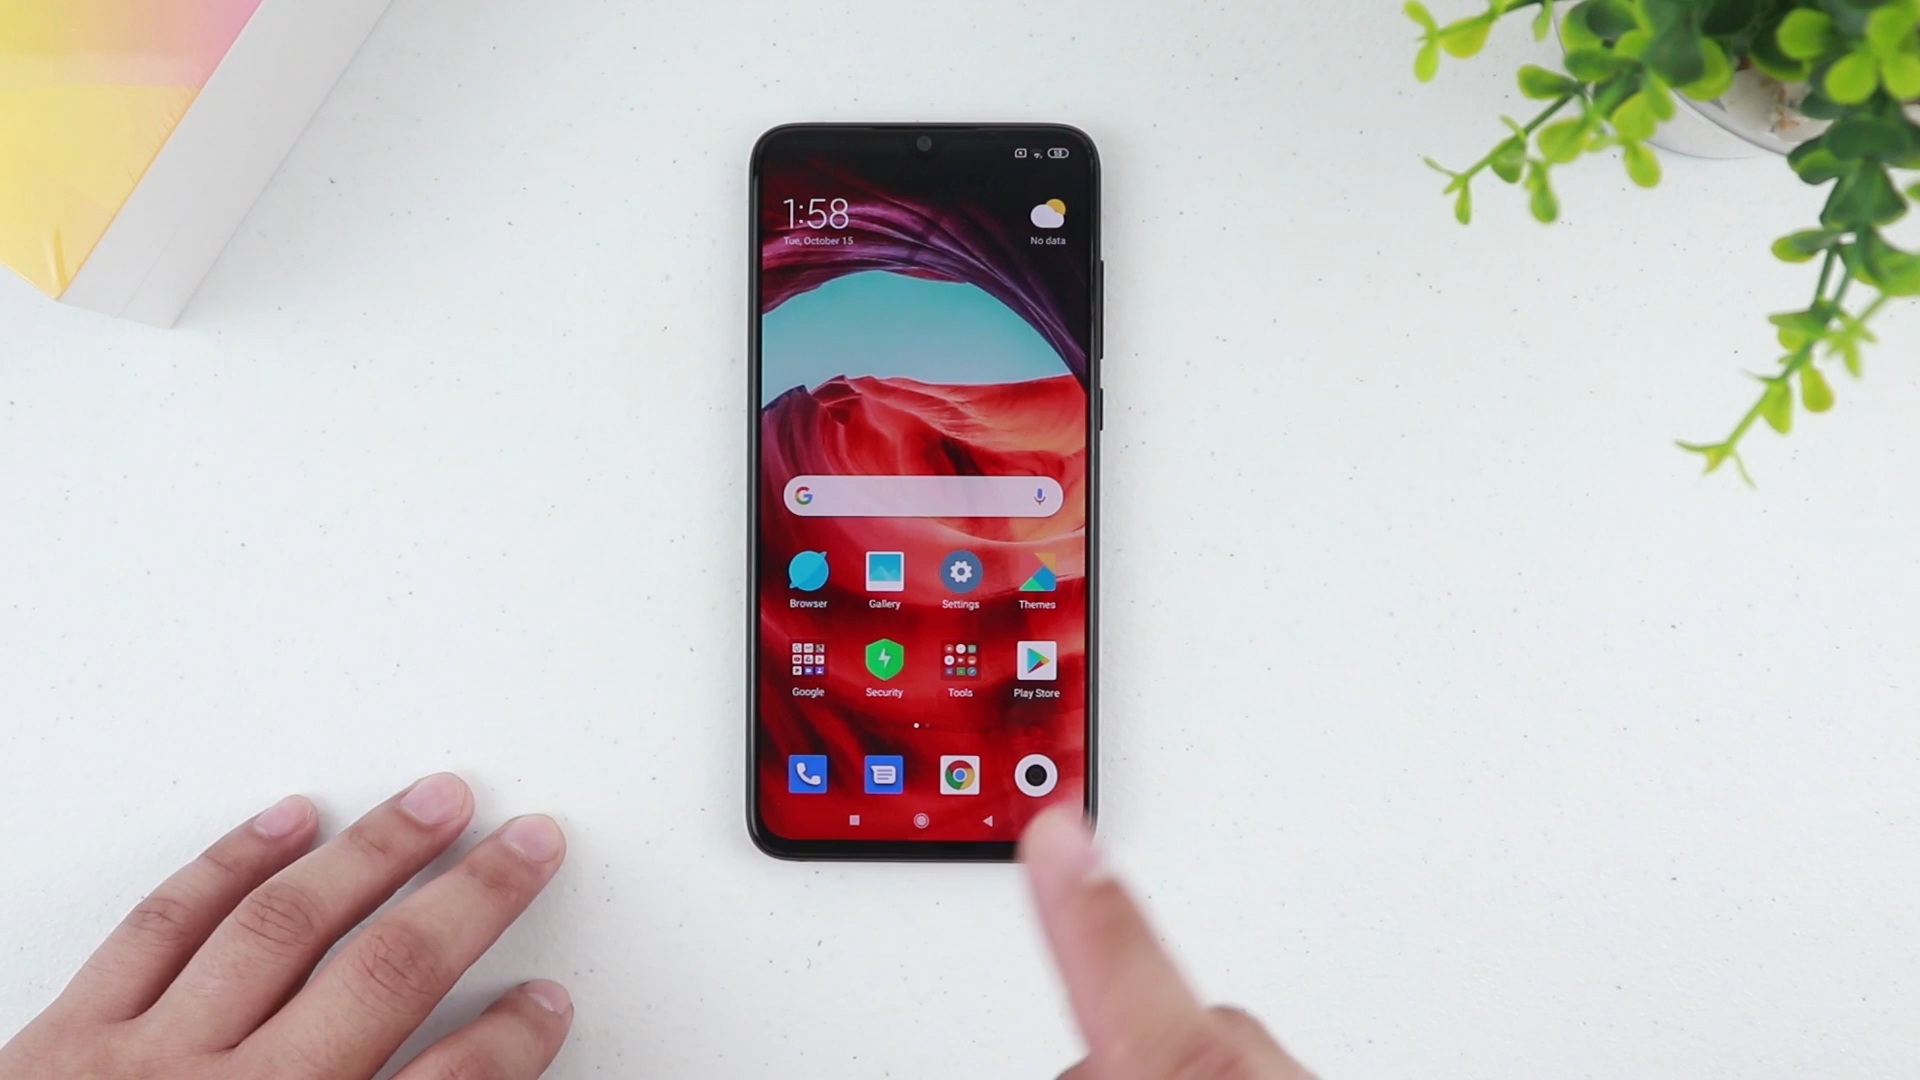 1:58
Tue, October 15
No data
Browser
Gallery
Settings
Themes
Google
Security
Tools
Play Store